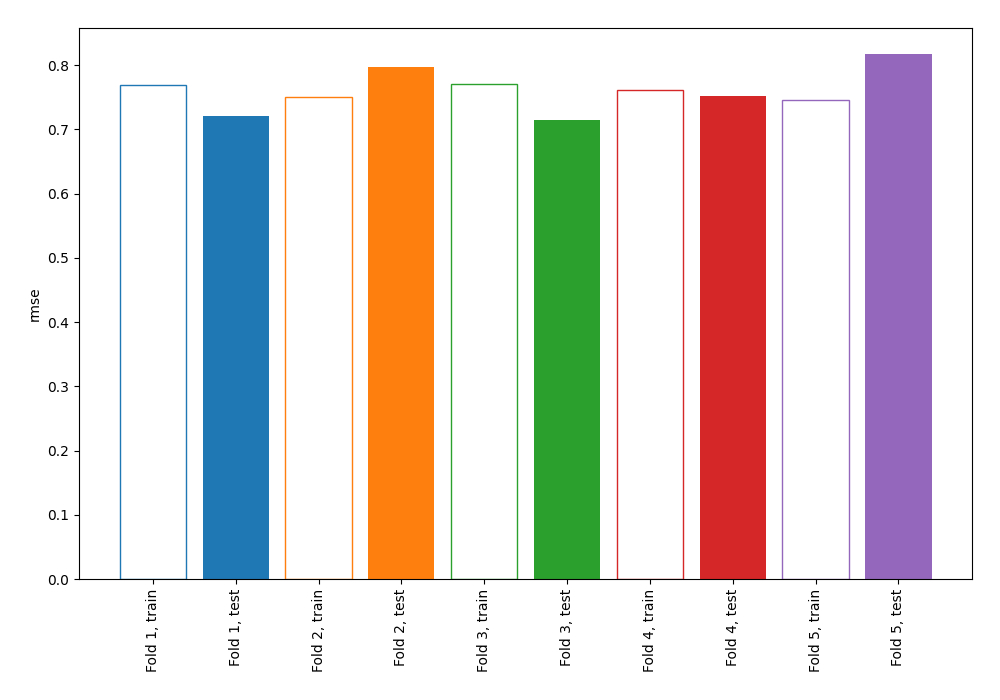 0.8
0.7
0.6
0.5
0.4
0.3
0.2
0.1
0.0
rmse
Fold 1, train
Fold 1, test
Fold 2, train
Fold 2, test
Fold 3, train
Fold 3, test
Fold 4, train
Fold 4, test
Fold 5, train
Fold 5, test